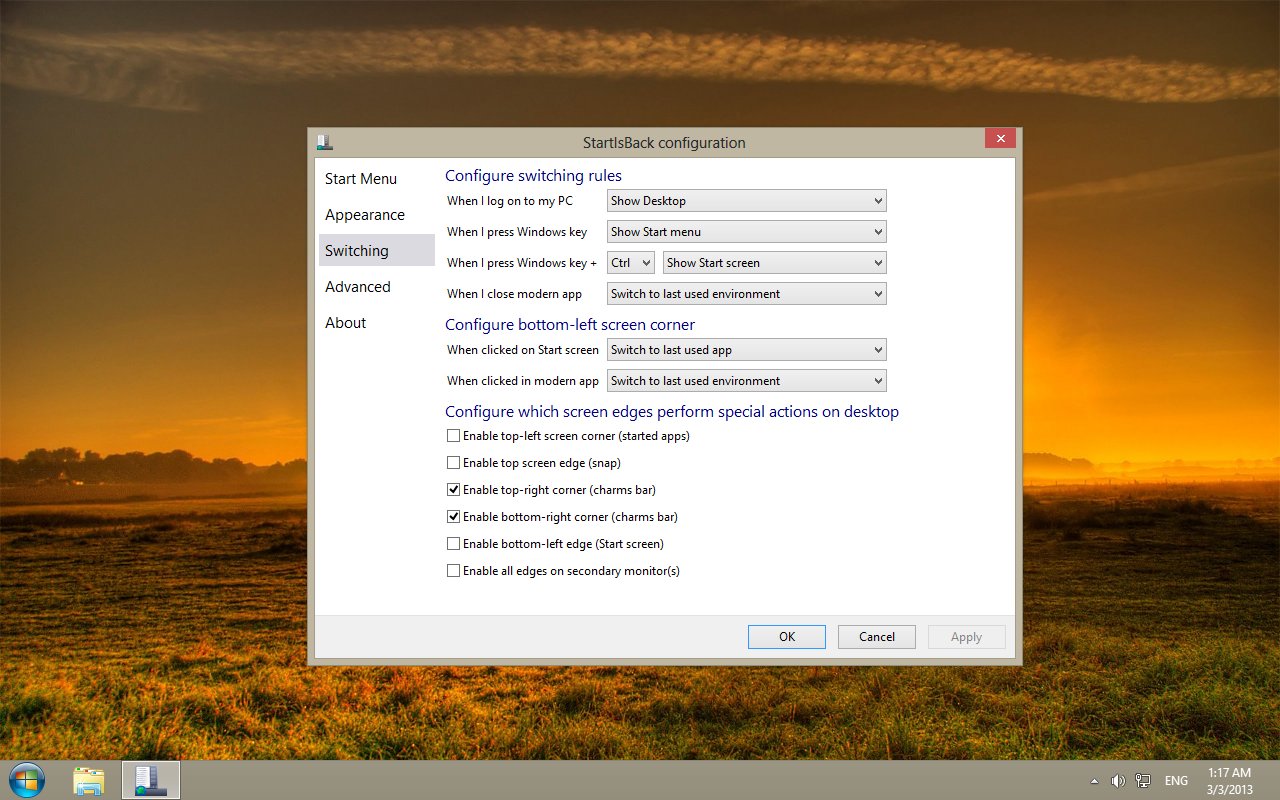 StartIsBack configuration
Start Menu
Appearance
Switching
Advanced
About
Configure switching rules
When I log on to my PC Show Desktop
When I press Windows key Show Start menu
When I press Windows key + Ctrl Show Start screen
When I close modern app Switch to last used environment
Configure bottom-left screen corner
When clicked on Start screen Switch to last used app
When clicked in modern app Switch to last used environment
Configure which screen edges perform special actions on desktop
Enable top-left screen corner (started apps)
Enable top screen edge (snap)
Enable top-right corner (charms bar)
Enable bottom-right corner (charms bar)
Enable bottom-left edge (Start screen)
Enable all edges on secondary monitor(s)
OK Cancel Apply
ENG
1:17 AM
3/3/2013